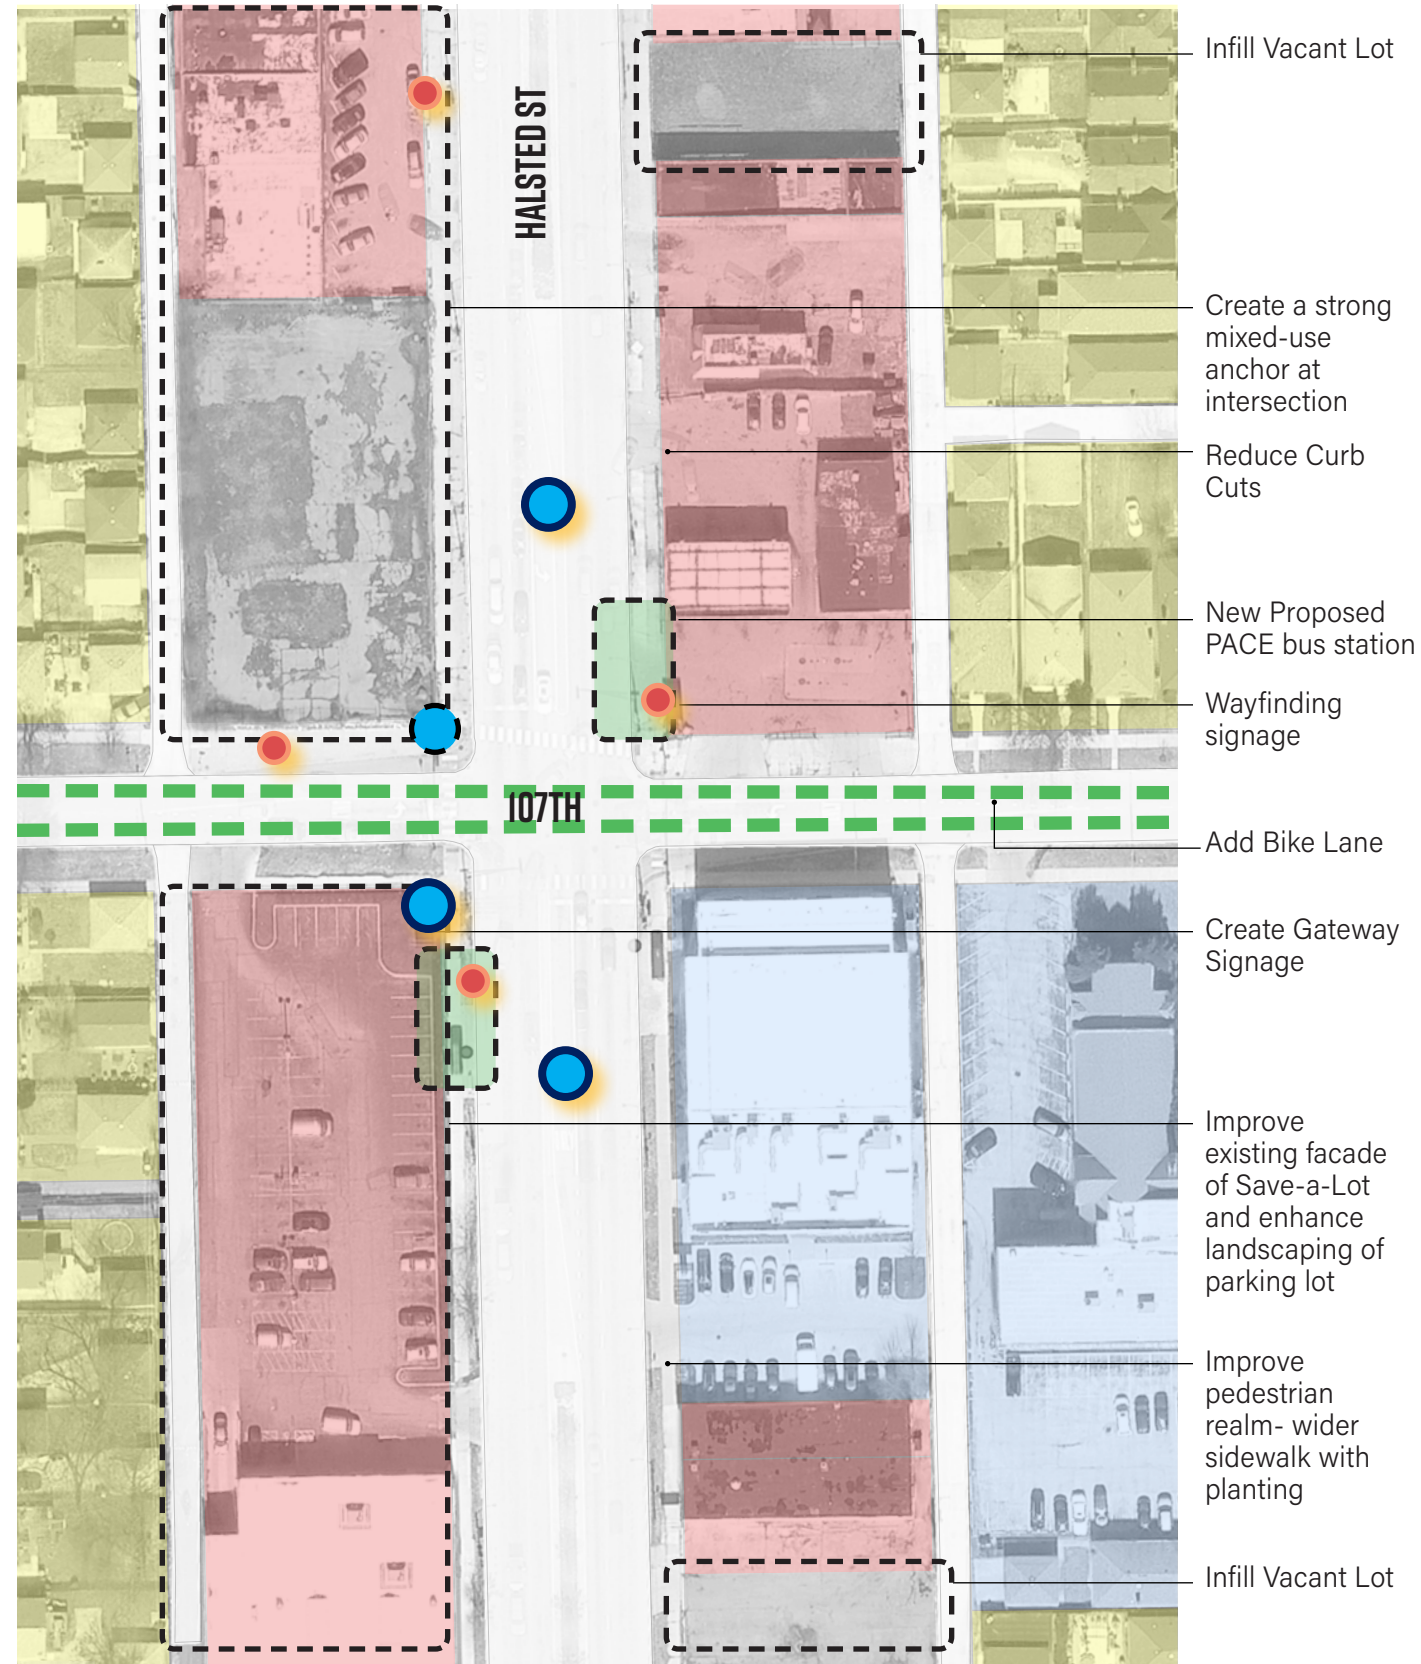 Infill Vacant Lot
HALSTED ST
Create a strong
mixed-use
anchor at
intersection
Reduce Curb
Cuts
New Proposed
PACE bus station
Wayfinding
signage
107TH
Add Bike Lane
Create Gateway
Signage
Improve
existing facade
of Save-a-Lot
and enhance
landscaping of
parking lot
Improve
pedestrian
realm- wider
sidewalk with
planting
Infill Vacant Lot